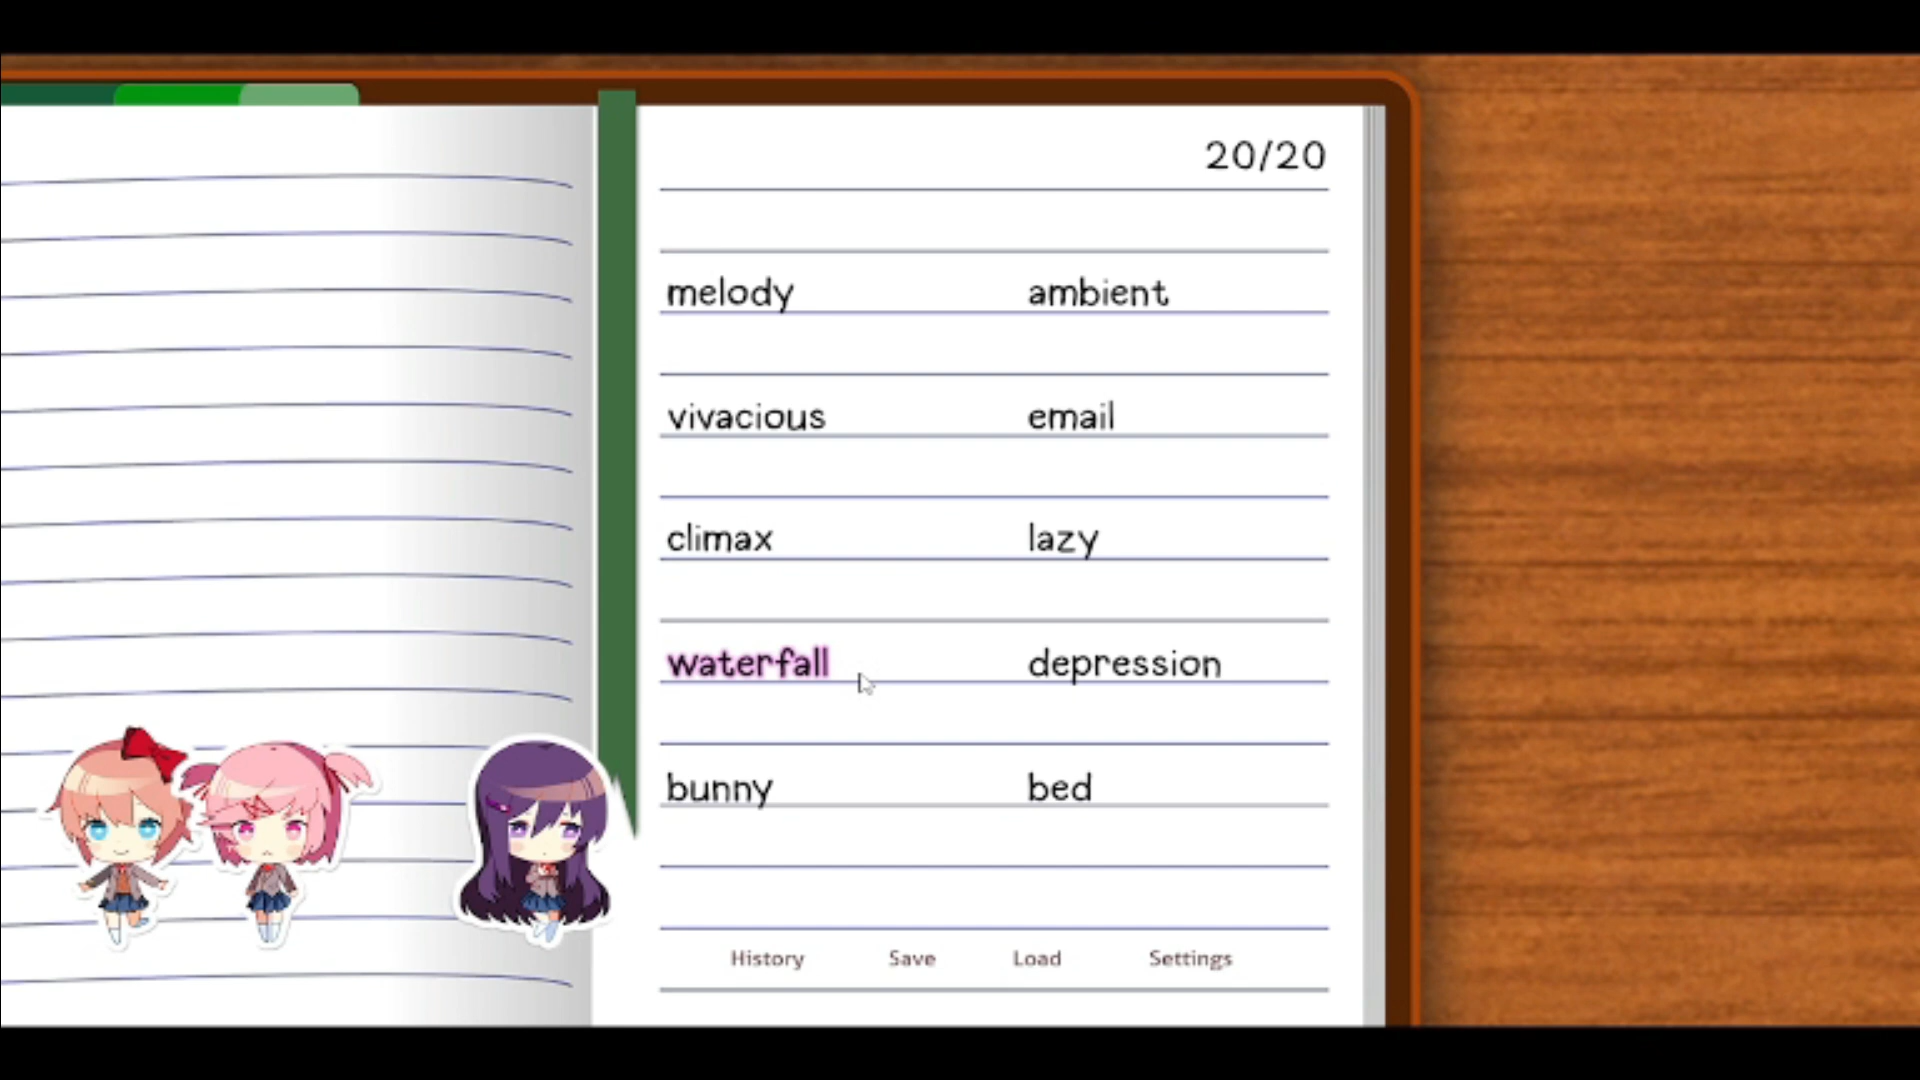 20/20
melody ambient
vivacious email
climax lazy
waterfall depression
bunny bed
History Save Load Settings